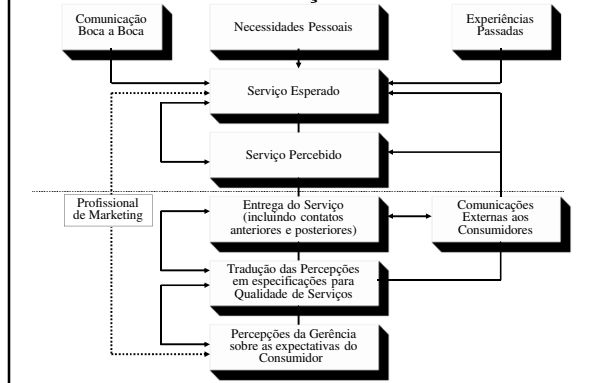 Comunicação
Boca a Boca
Necessidades Pessoais
Experiências
Passadas
Serviço Esperado
Serviço Percebido
Profissional
de Marketing
Entrega do Serviço
(incluindo contatos
anteriores e posteriores)
Comunicações
Externas aos
Consumidores
Tradução das Percepções
em especificações para
Qualidade de Serviços
Percepções da Gerência
sobre as expectativas do
Consumidor